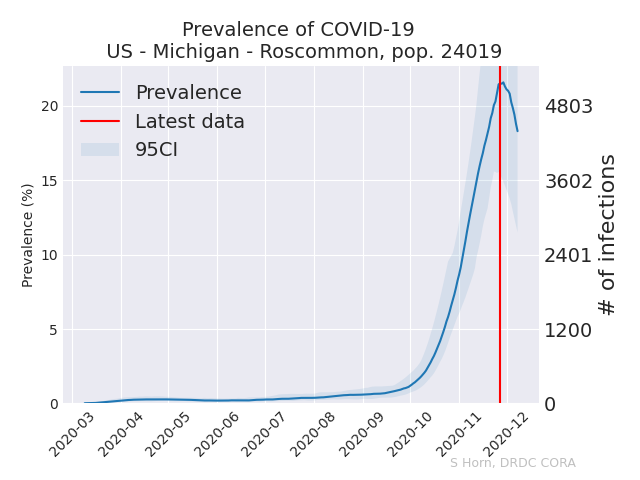 Prevalence of COVID-19
US - Michigan - Roscommon, pop. 24019
Prevalence
Latest data
95CI
Prevalence (%)
20
15
10
5
0
4803
3602
2401
1200
0
# of infections
2020-03
2020-04
2020-05
2020-06
2020-07
2020-08
2020-09
2020-10
2020-11
2020-12
S Horn, DRDC CORA